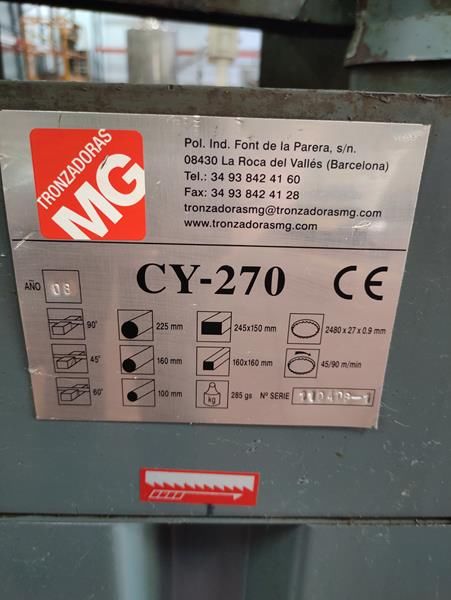 TRONZADORAS
MG
Pol. Ind. Font de la Parera, s/n.
08430 La Roca del Vallés (Barcelona)
Tel.: 34 93 842 41 60
Fax: 34 93 842 41 28
tronzadorasmg@tronzadorasmg.com
www.tronzadorasmg.com
AÑO 08 CY-270 CE
90° 225 mm 245x150 mm 2480 x 27 x 0.9 mm
45° 160 mm 160x160 mm 45/90 m/min
60° 100 mm kg 285 gs Nº SERIE